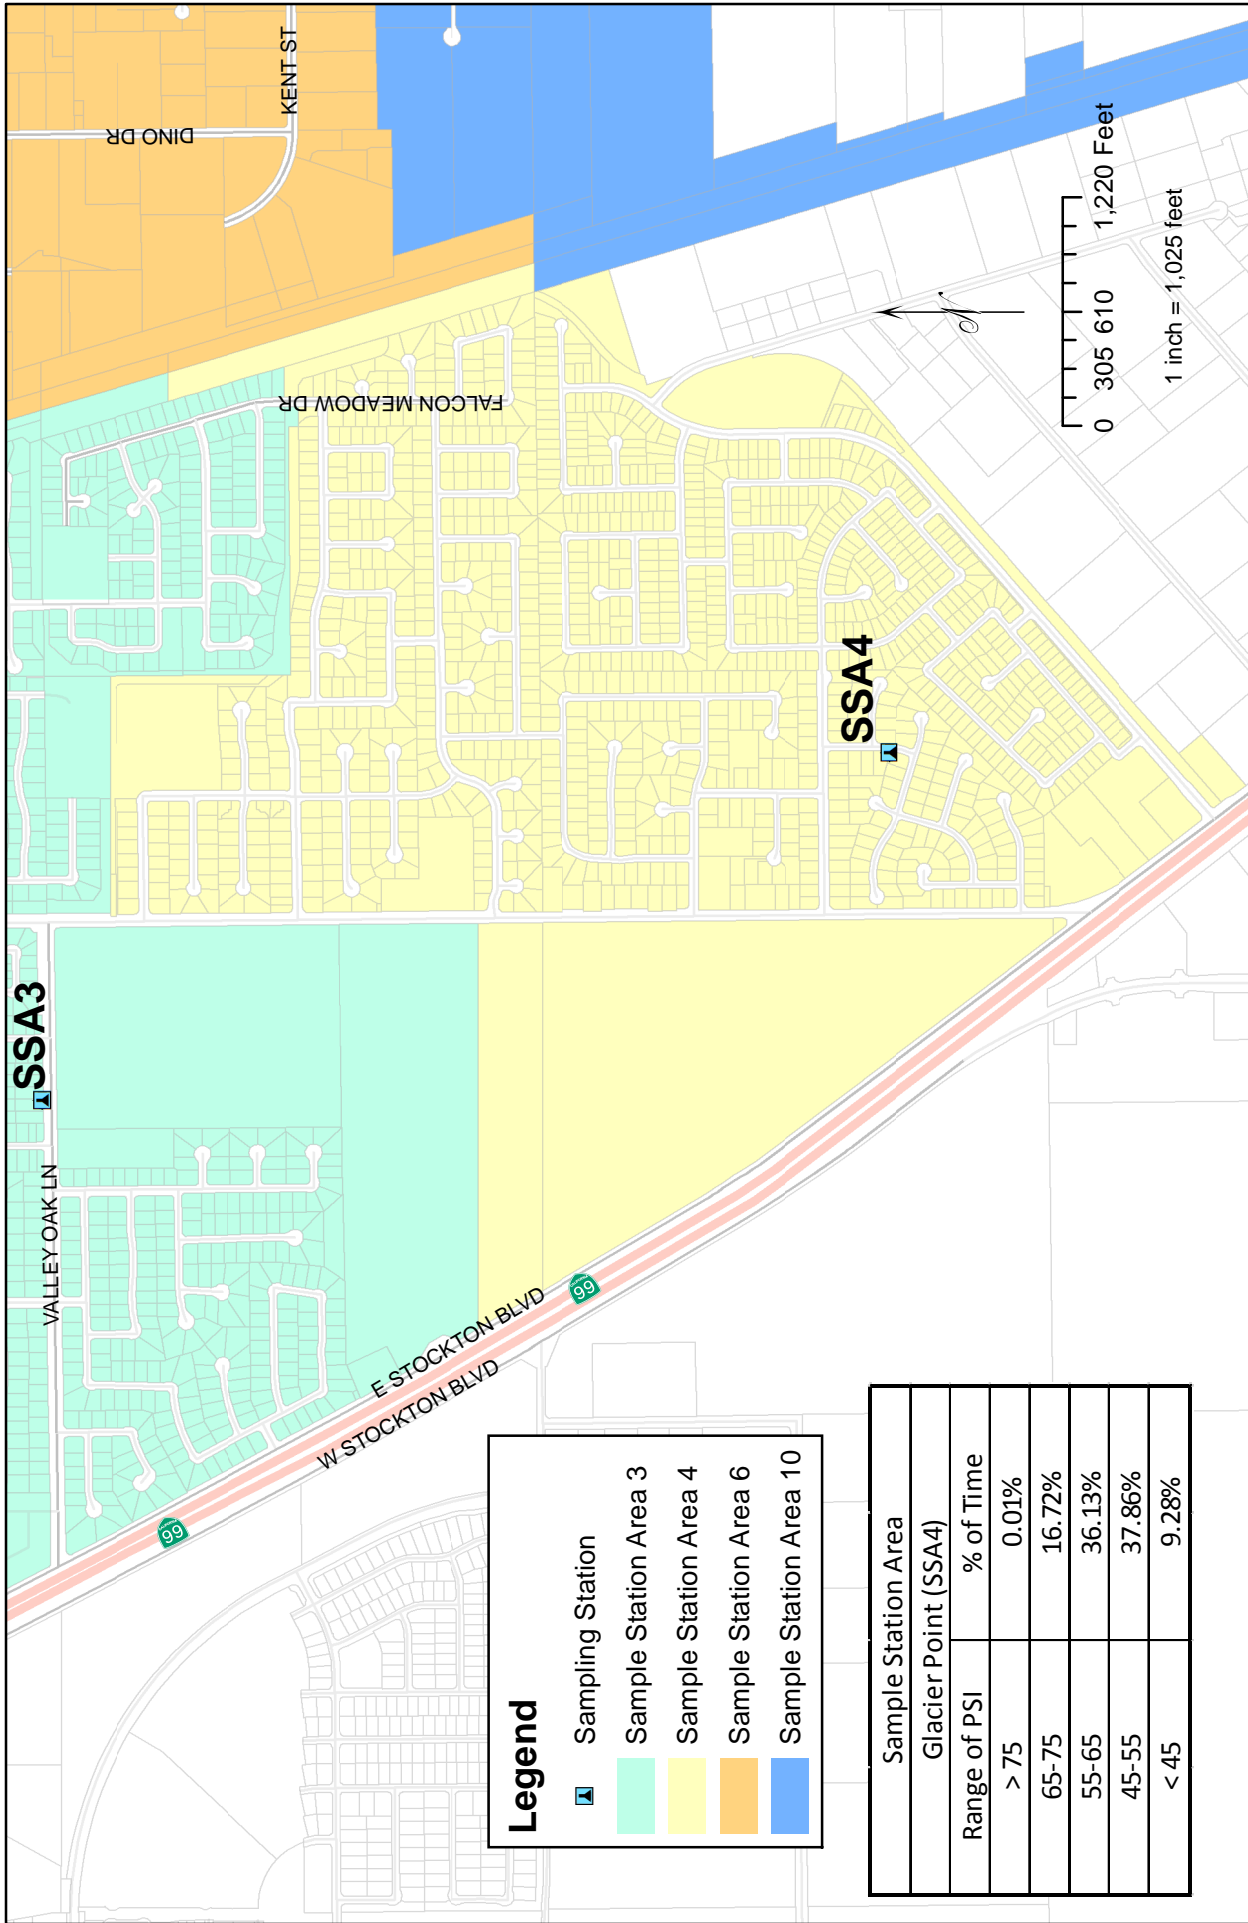 SSA3
VALLEY OAK LN
DINO DR
KENT ST
FALCON MEADOW DR
SSA4
E STOCKTON BLVD
W STOCKTON BLVD
CALIFORNIA
99
CALIFORNIA
99
N
0 305 610 1,220 Feet
1 inch = 1,025 feet
Legend
Sampling Station
Sample Station Area 3
Sample Station Area 4
Sample Station Area 6
Sample Station Area 10
Sample Station Area
Glacier Point (SSA4)
Range of PSI % of Time
> 75 0.01%
65-75 16.72%
55-65 36.13%
45-55 37.86%
< 45 9.28%